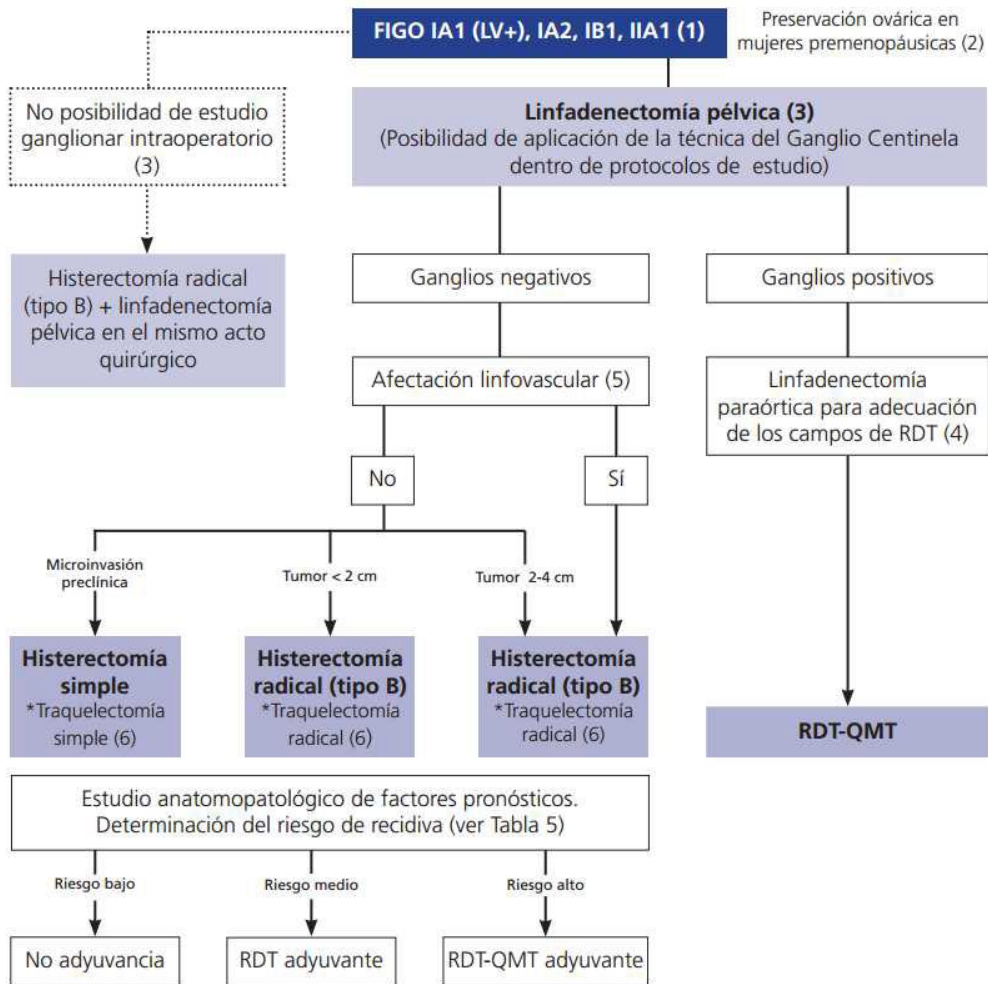 FIGO IA1 (LV+), IA2, IB1, IIA1 (1)
Preservación ovárica en
mujeres premenopáusicas (2)
No posibilidad de estudio
ganglionar intraoperatorio
(3)
Linfadenectomía pélvica (3)
(Posibilidad de aplicación de la técnica del Ganglio Centinela
dentro de protocolos de estudio)
Histerectomía radical
(tipo B) + linfadenectomía
pélvica en el mismo acto
quirúrgico
Ganglios negativos
Ganglios positivos
Afectación linfovascular (5)
Linfadenectomía
paraórtica para adecuación
de los campos de RDT (4)
No
Sí
Microinvasión
preclínica
Tumor < 2 cm
Tumor 2-4 cm
Histerectomía
simple
*Traquelectomía
simple (6)
Histerectomía
radical (tipo B)
*Traquelectomía
radical (6)
Histerectomía
radical (tipo B)
*Traquelectomía
radical (6)
RDT-QMT
Estudio anatomopatológico de factores pronósticos.
Determinación del riesgo de recidiva (ver Tabla 5)
Riesgo bajo
Riesgo medio
Riesgo alto
No adyuvancia
RDT adyuvante
RDT-QMT adyuvante